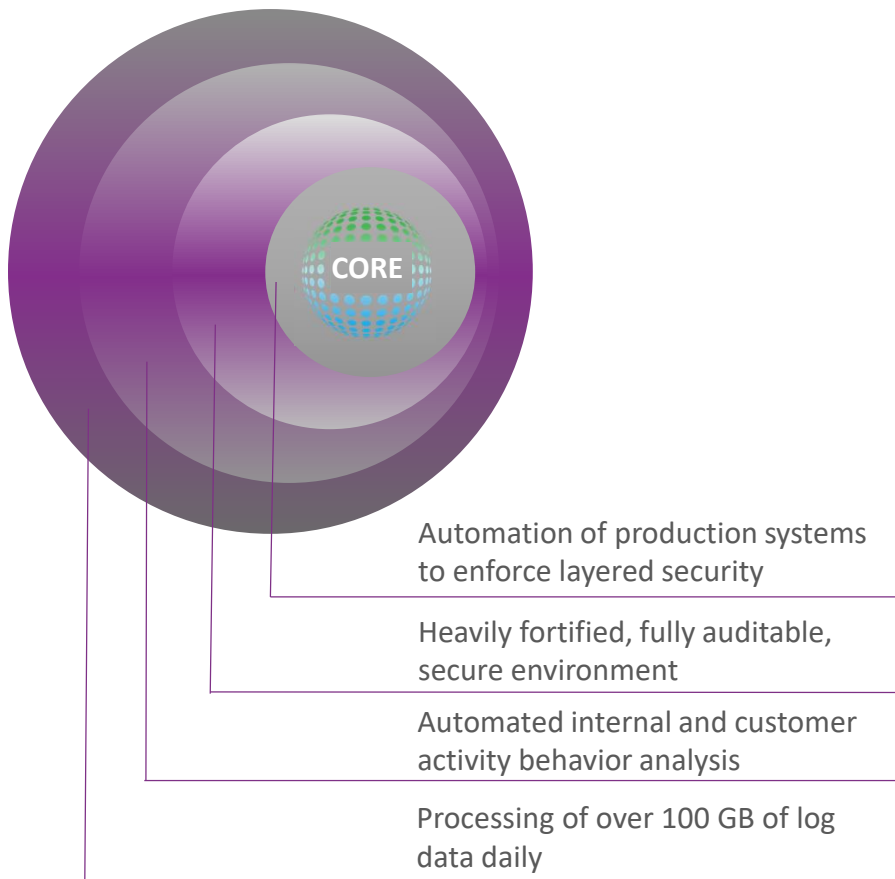 CORE
Automation of production systems
to enforce layered security
Heavily fortified, fully auditable,
secure environment
Automated internal and customer
activity behavior analysis
Processing of over 100 GB of log
data daily